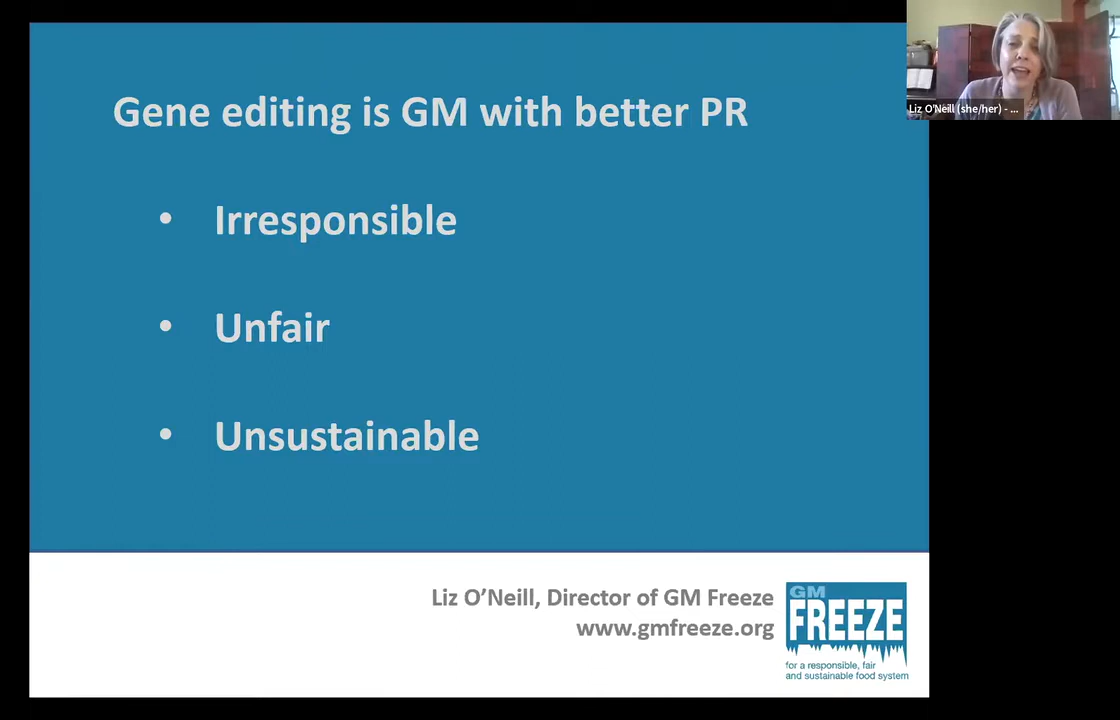 Liz O'Neill (she/her) - ...
Gene editing is GM with better PR
• Irresponsible
• Unfair
• Unsustainable
Liz O'Neill, Director of GM Freeze
www.gmfreeze.org
GM
FREEZE
for a responsible, fair
and sustainable food system